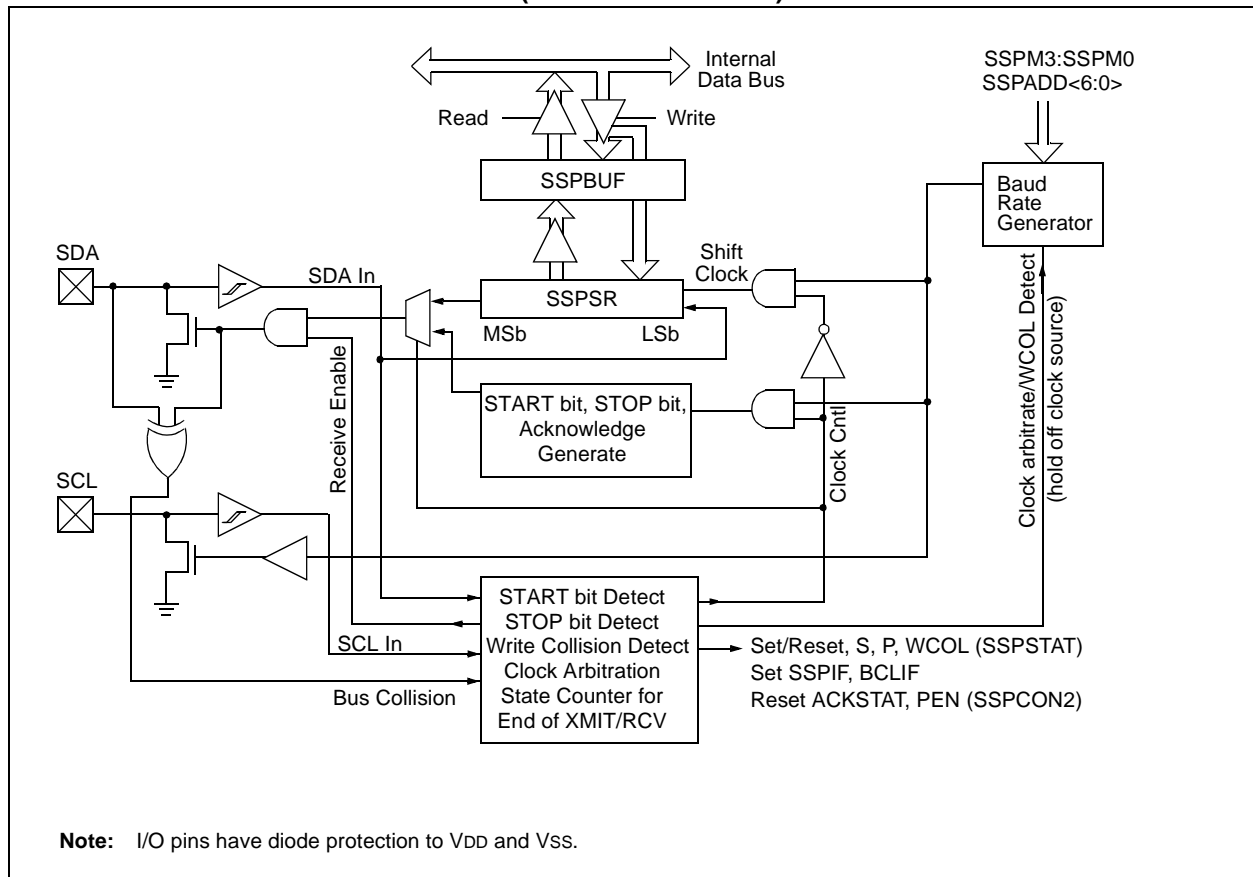 Internal
Data Bus
SSPM3:SSPM0
SSPADD<6:0>
Read
Write
SSPBUF
Baud
Rate
Generator
SDA
SDA In
Shift
Clock
SSPSR
MSb
LSb
START bit, STOP bit,
Acknowledge
Generate
Receive Enable
Clock Cntl
Clock arbitrate/WCOL Detect
(hold off clock source)
SCL
SCL In
Bus Collision
START bit Detect
STOP bit Detect
Write Collision Detect
Clock Arbitration
State Counter for
End of XMIT/RCV
Set/Reset, S, P, WCOL (SSPSTAT)
Set SSPIF, BCLIF
Reset ACKSTAT, PEN (SSPCON2)
Note: I/O pins have diode protection to VDD and VSS.